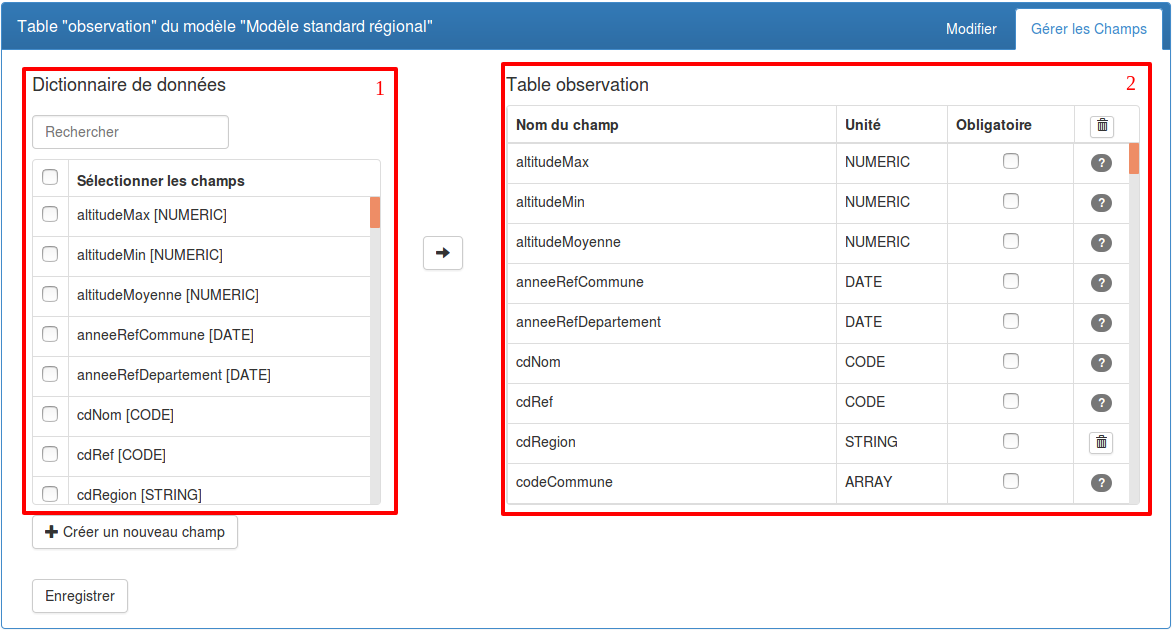 Table "observation" du modèle "Modèle standard régional"
Modifier
Gérer les Champs
Dictionnaire de données
1
Rechercher
Sélectionner les champs
altitudeMax [NUMERIC]
altitudeMin [NUMERIC]
altitudeMoyenne [NUMERIC]
anneeRefCommune [DATE]
anneeRefDepartement [DATE]
cdNom [CODE]
cdRef [CODE]
cdRegion [STRING]
Créer un nouveau champ
Enregistrer
Table observation
2
Nom du champ Unité Obligatoire
altitudeMax NUMERIC ?
altitudeMin NUMERIC ?
altitudeMoyenne NUMERIC ?
anneeRefCommune DATE ?
anneeRefDepartement DATE ?
cdNom CODE ?
cdRef CODE ?
cdRegion STRING
codeCommune ARRAY ?